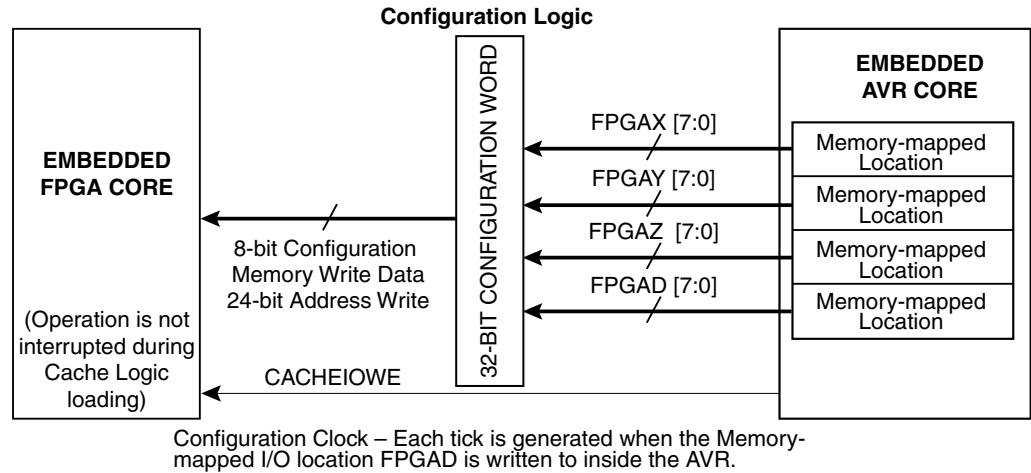 Configuration Logic
EMBEDDED
FPGA CORE
(Operation is not
interrupted during
Cache Logic
loading)
8-bit Configuration
Memory Write Data
24-bit Address Write
CACHEIOWE
32-BIT CONFIGURATION WORD
FPGAX [7:0]
FPGAY [7:0]
FPGAZ [7:0]
FPGAD [7:0]
EMBEDDED
AVR CORE
Memory-mapped
Location
Memory-mapped
Location
Memory-mapped
Location
Memory-mapped
Location
Configuration Clock – Each tick is generated when the Memory-
mapped I/O location FPGAD is written to inside the AVR.